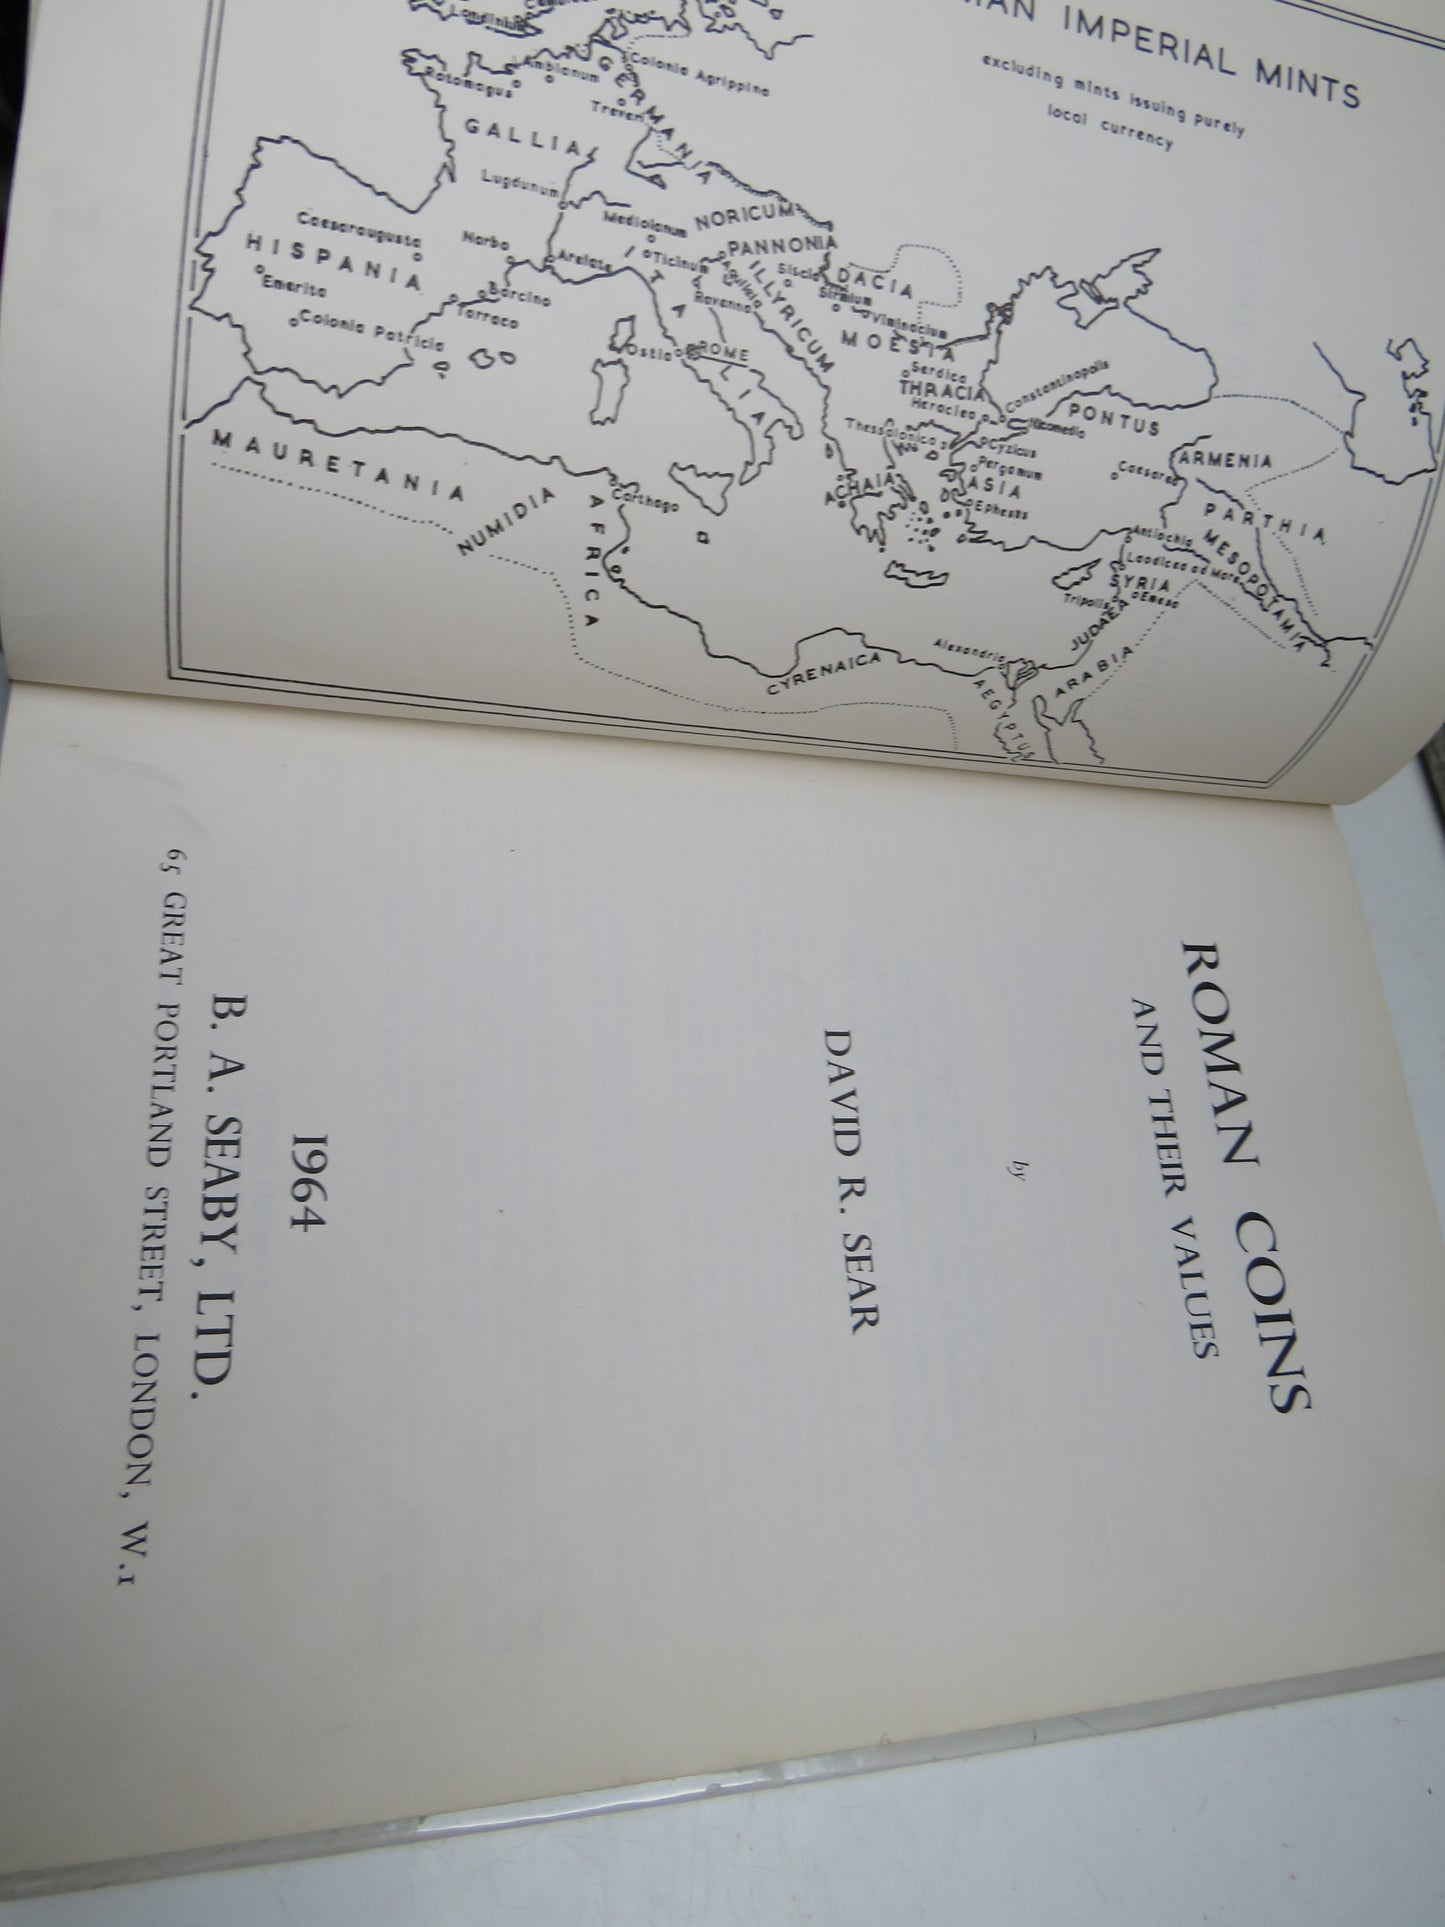 IMPERIAL MINTS
excluding mints issuing purely
local currency
Londinium
Colonia Agrippina
Ambianum
Rotomagus
Treveri
GERMANIA
GALLIA
Lugdunum
Mediolanum
NORICUM
Caesaraugusta
Narbo
Arelate
Ticinum
PANNONIA
HISPANIA
ITALIA
Aquileia
ILLYRICUM
Siscia
DACIA
Emerita
Barcino
Ravenna
Sirmium
Tarraco
Viminacium
Colonia Patricia
MOESIA
Ostia
ROME
Serdica
THRACIA
Constantinopolis
Heraclea
Nicomedia
PONTUS
Thessalonica
Cyzicus
MAURETANIA
Pergamum
Caesarea
ARMENIA
ACHAIA
ASIA
NUMIDIA
Carthago
Ephesus
PARTHIA
AFRICA
Antiochia
MESOPOTAMIA
Laodicea ad Mare
SYRIA
Tripolis
Emesa
JUDAEA
Alexandria
CYRENAICA
ARABIA
AEGYPTUS
ROMAN COINS
AND THEIR VALUES
by
DAVID R. SEAR
1964
B. A. SEABY, LTD.
65 GREAT PORTLAND STREET, LONDON, W.1